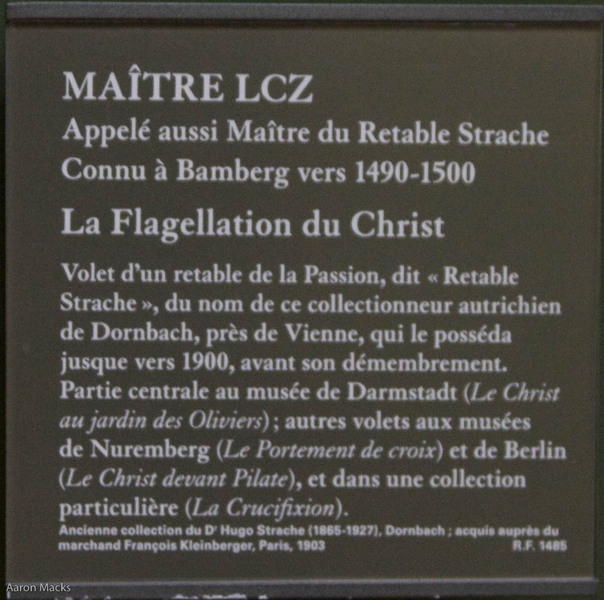 MAÎTRE LCZ
Appelé aussi Maître du Retable Strache
Connu à Bamberg vers 1490-1500
La Flagellation du Christ
Volet d'un retable de la Passion, dit « Retable
Strache », du nom de ce collectionneur autrichien
de Dornbach, près de Vienne, qui le posséda
jusque vers 1900, avant son démembrement.
Partie centrale au musée de Darmstadt (Le Christ
au jardin des Oliviers) ; autres volets aux musées
de Nuremberg (Le Portement de croix) et de Berlin
(Le Christ devant Pilate), et dans une collection
particulière (La Crucifixion).
Ancienne collection du Dr Hugo Strache (1865-1927), Dornbach ; acquis auprès du
marchand François Kleinberger, Paris, 1903 R.F. 1485
Aaron Macks